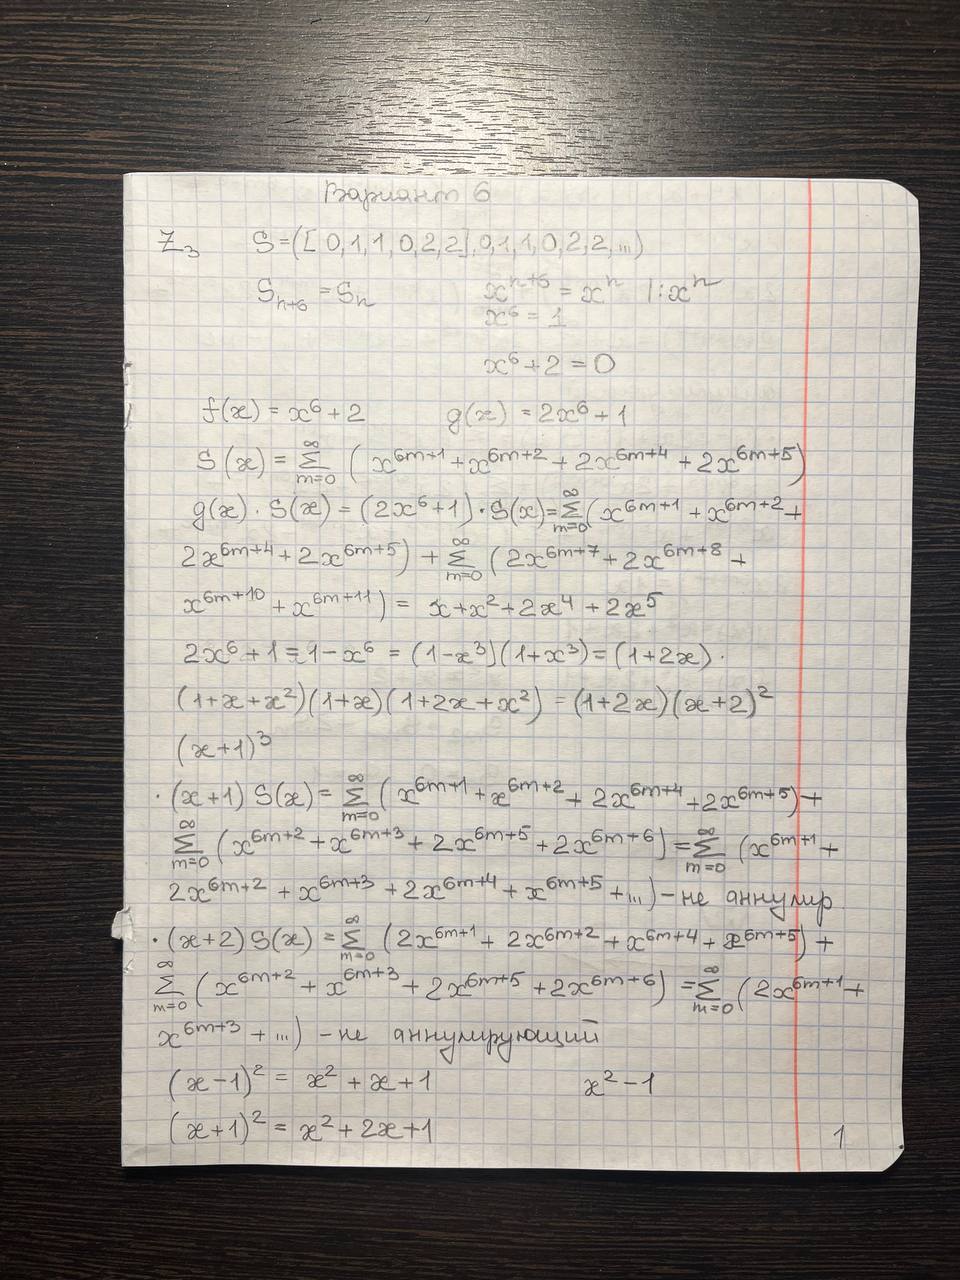 Вариант 6
Z₃ S=([0,1,1,0,2,2],0,1,1,0,2,2,...)
Sₙ₊₆ = Sₙ xⁿ⁺⁶ = xⁿ |:xⁿ
x⁶ = 1
x⁶+2 = 0
f(x) = x⁶+2 g(x) = 2x⁶+1
S(x) = ∑_{m=0}^{∞} (x^{6m+1} + x^{6m+2} + 2x^{6m+4} + 2x^{6m+5})
g(x)·S(x) = (2x⁶+1)·S(x) = ∑_{m=0}^{∞} (x^{6m+1} + x^{6m+2} +
2x^{6m+4} + 2x^{6m+5}) + ∑_{m=0}^{∞} (2x^{6m+7} + 2x^{6m+8} +
x^{6m+10} + x^{6m+11}) = x+x²+2x⁴+2x⁵
2x⁶+1 = 1-x⁶ = (1-x³)(1+x³) = (1+2x)·
(1+x+x²)(1+x)(1+2x+x²) = (1+2x)(x+2)²
(x+1)³
·(x+1) S(x) = ∑_{m=0}^{∞} (x^{6m+1} + x^{6m+2} + 2x^{6m+4} + 2x^{6m+5}) +
∑_{m=0}^{∞} (x^{6m+2} + x^{6m+3} + 2x^{6m+5} + 2x^{6m+6}) = ∑_{m=0}^{∞} (x^{6m+1} +
2x^{6m+2} + x^{6m+3} + 2x^{6m+4} + x^{6m+5} + ...) - не аннулир
·(x+2) S(x) = ∑_{m=0}^{∞} (2x^{6m+1} + 2x^{6m+2} + x^{6m+4} + x^{6m+5}) +
∑_{m=0}^{∞} (x^{6m+2} + x^{6m+3} + 2x^{6m+5} + 2x^{6m+6}) = ∑_{m=0}^{∞} (2x^{6m+1} +
x^{6m+3} + ...) - не аннулирующий
(x-1)² = x²+x+1 x²-1
(x+1)² = x²+2x+1
1